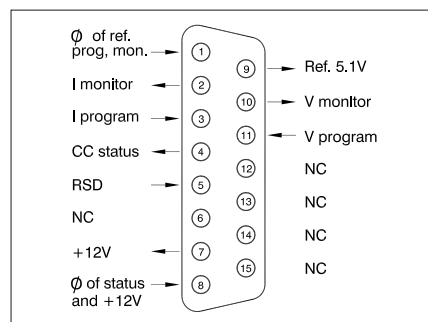 Ø of ref.
prog, mon.
1
I monitor
2
I program
3
CC status
4
RSD
5
NC
6
+12V
7
Ø of status
and +12V
8
9
Ref. 5.1V
10
V monitor
11
V program
12
NC
13
NC
14
NC
15
NC